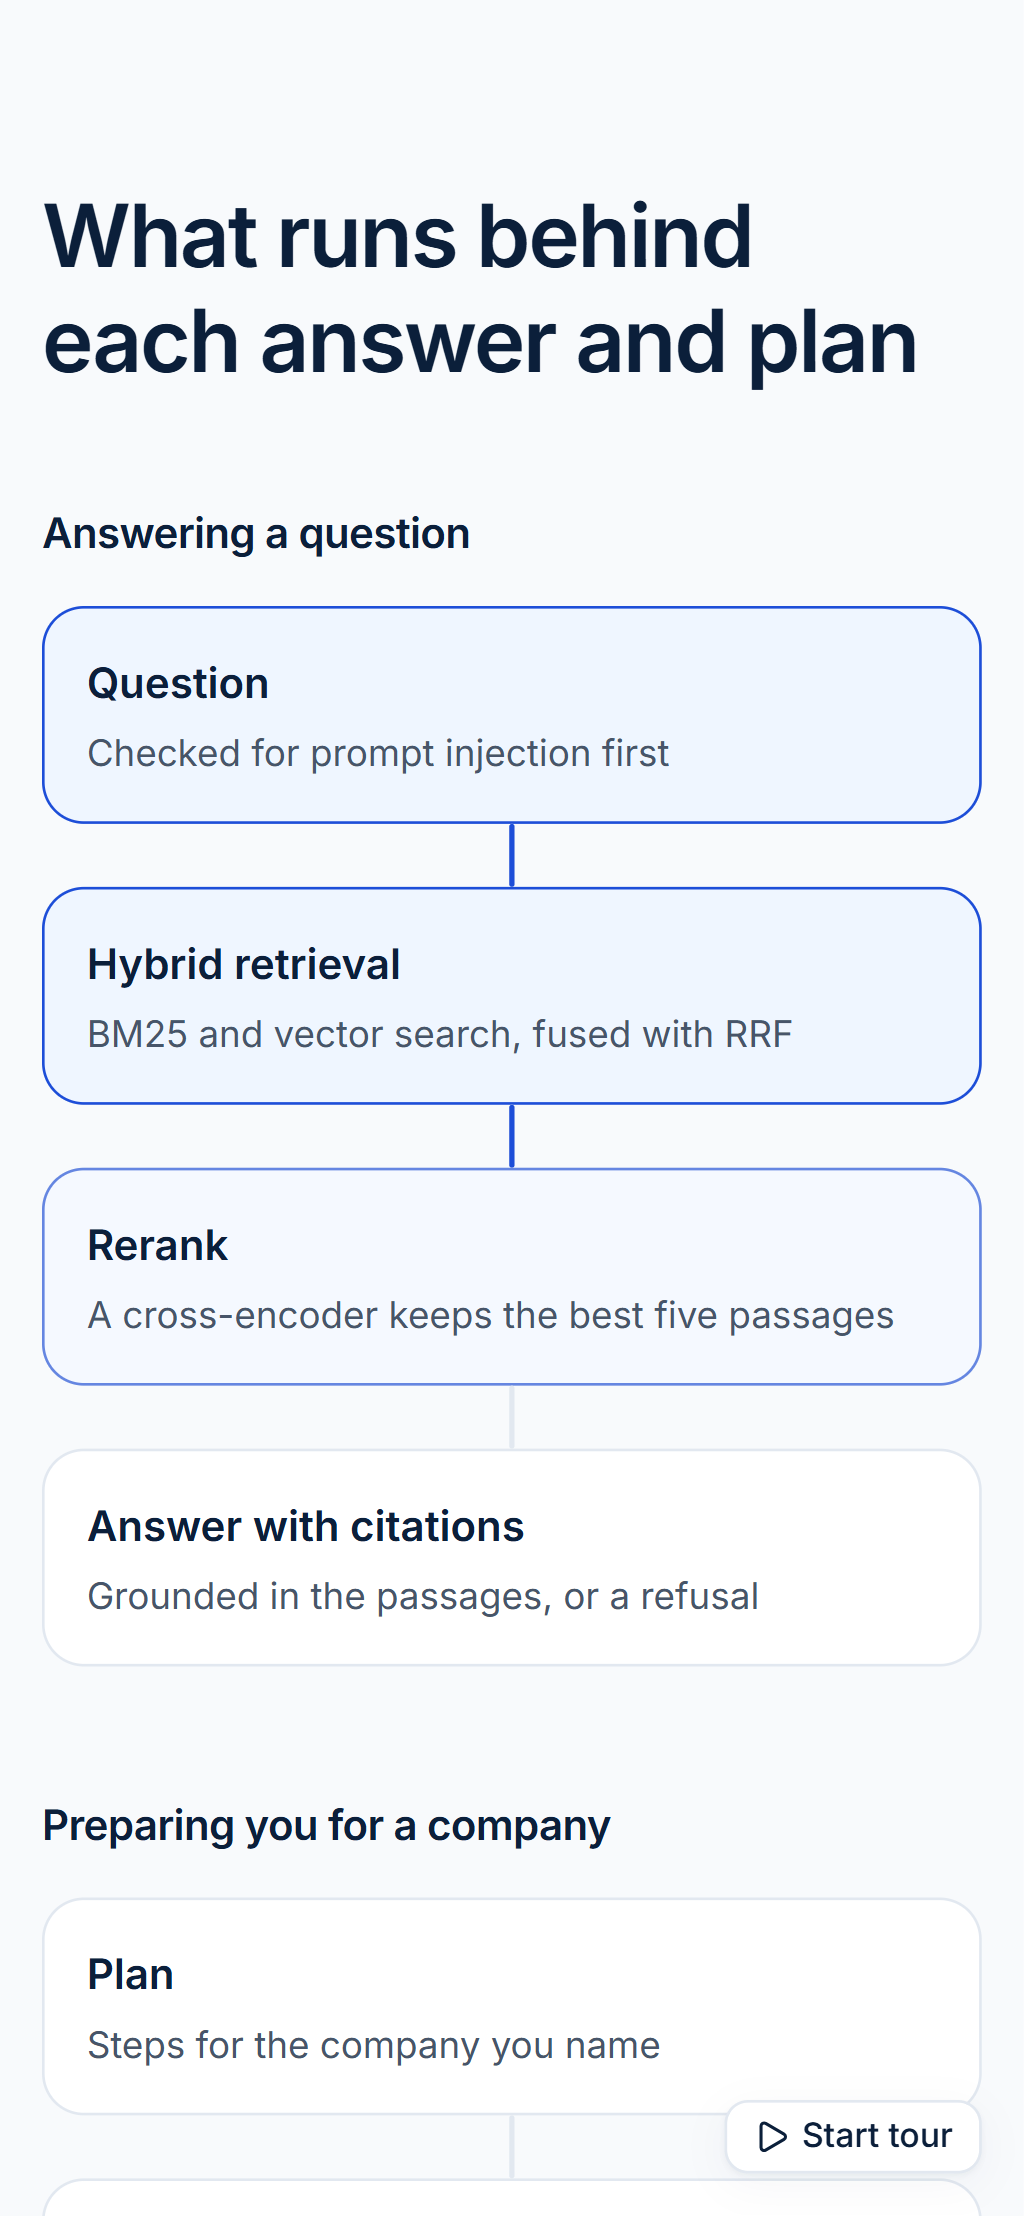 What runs behind
each answer and plan
Answering a question
Question
Checked for prompt injection first
Hybrid retrieval
BM25 and vector search, fused with RRF
Rerank
A cross-encoder keeps the best five passages
Answer with citations
Grounded in the passages, or a refusal
Preparing you for a company
Plan
Steps for the company you name
Start tour